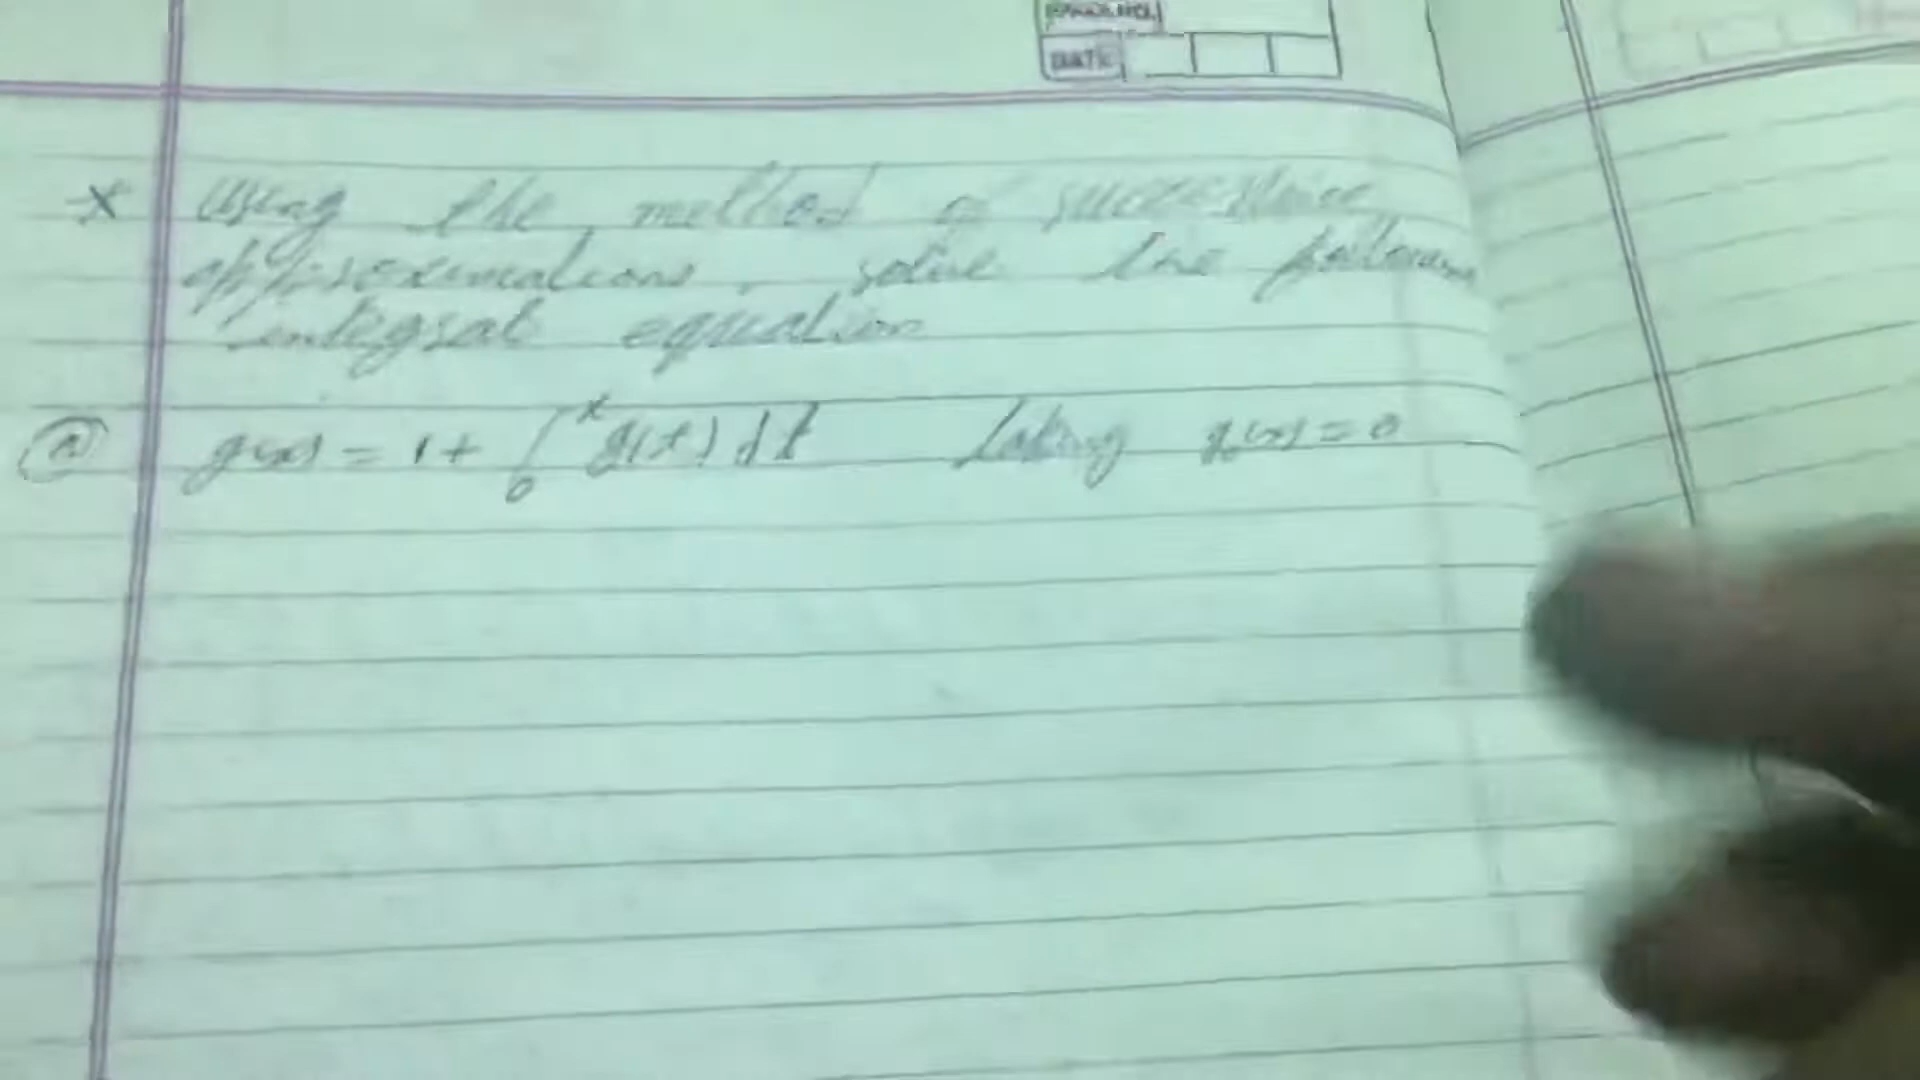 PAGE NO.
DATE
* Using the method of successive
approximations, solve the following
integral equation
(a) g(x) = 1 + ∫₀ˣ g(t) dt taking g₀(x) = 0